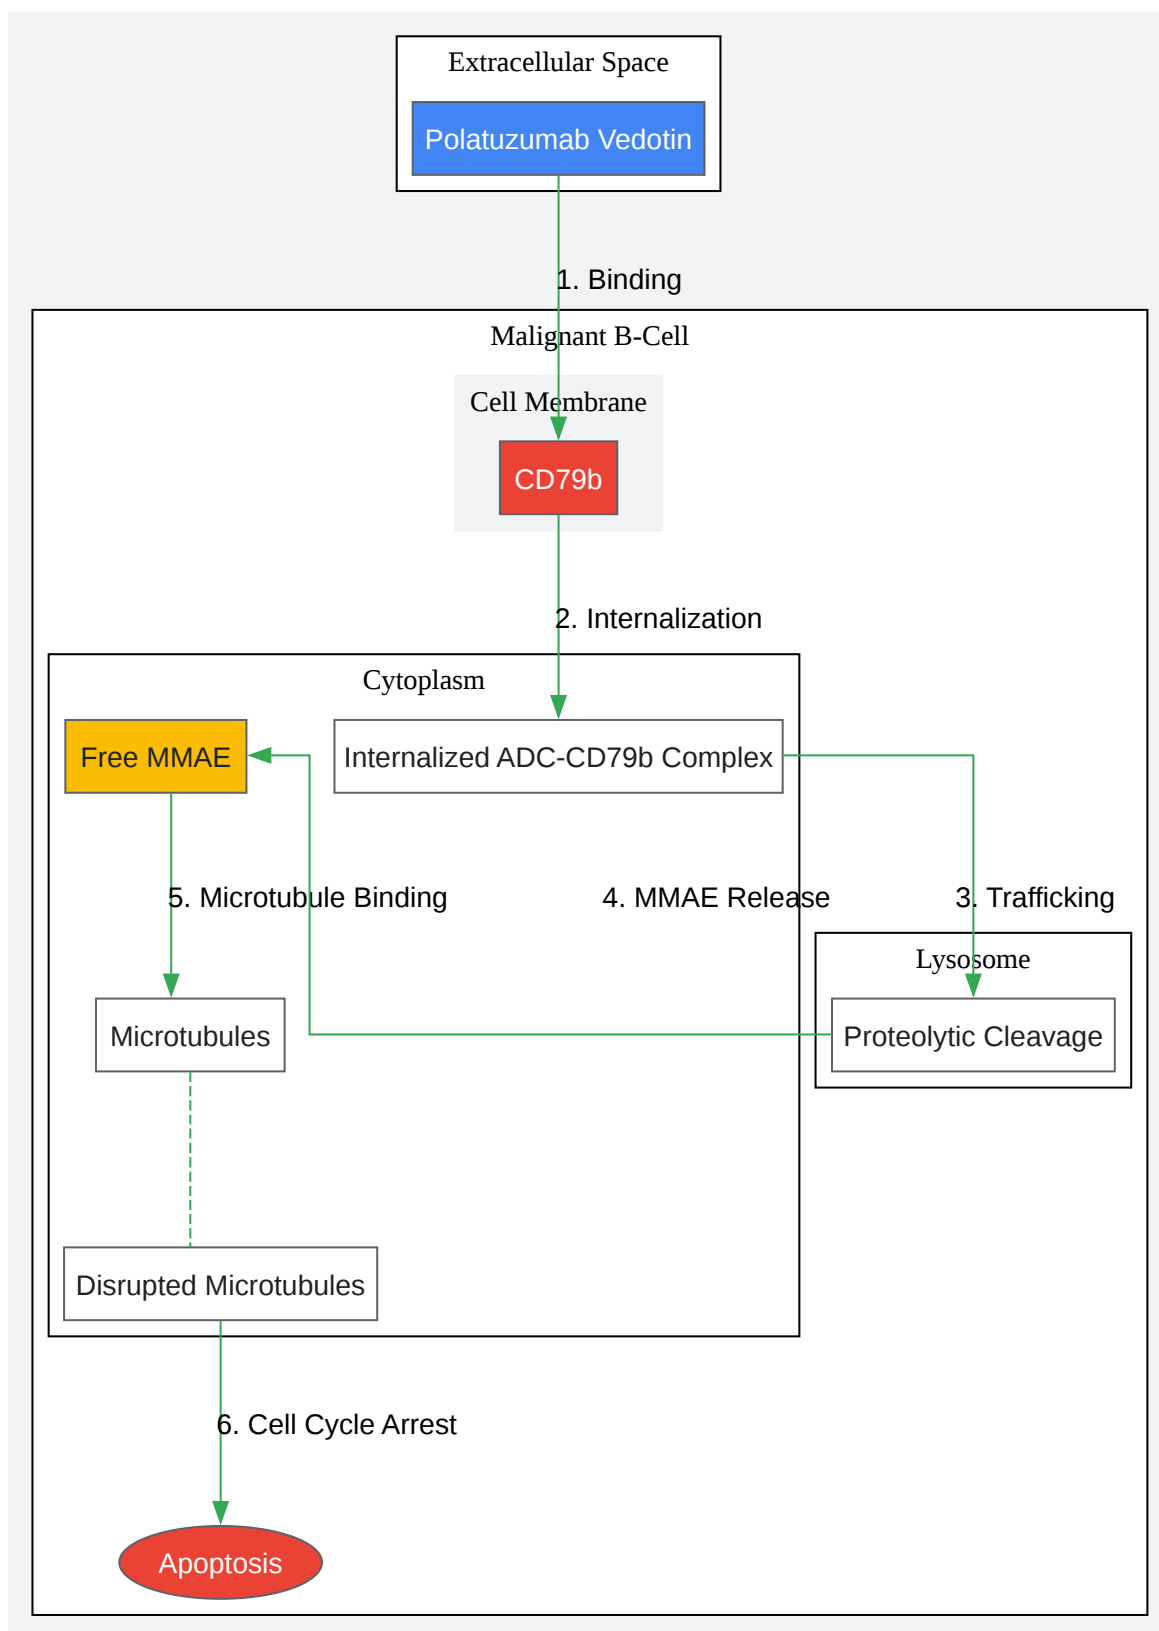 Extracellular Space
Polatuzumab Vedotin
1. Binding
Malignant B-Cell
Cell Membrane
CD79b
2. Internalization
Cytoplasm
Free MMAE
Internalized ADC-CD79b Complex
5. Microtubule Binding
4. MMAE Release
3. Trafficking
Lysosome
Microtubules
Proteolytic Cleavage
Disrupted Microtubules
6. Cell Cycle Arrest
Apoptosis